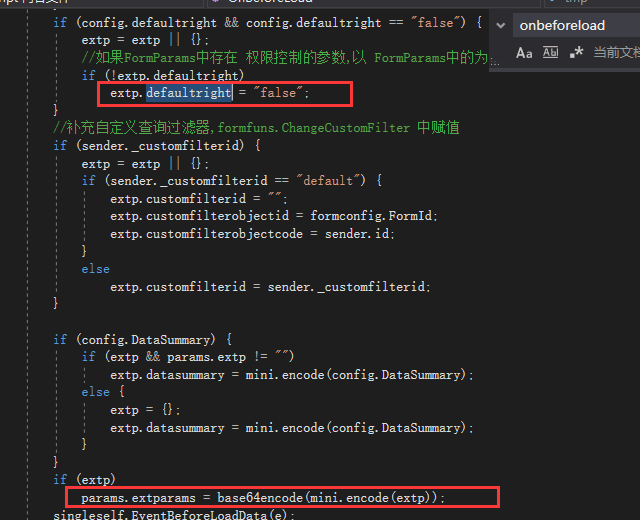 OnBeforeLoad
tmp
onbeforeload
Aa Ab .* 当前文档
if (config.defaultright && config.defaultright == "false") {
extp = extp || {};
//如果FormParams中存在 权限控制的参数,以 FormParams中的为
if (!extp.defaultright)
extp.defaultright = "false";
}
//补充自定义查询过滤器,formfuns.ChangeCustomFilter 中赋值
if (sender._customfilterid) {
extp = extp || {};
if (sender._customfilterid == "default") {
extp.customfilterid = "";
extp.customfilterobjectid = formconfig.FormId;
extp.customfilterobjectcode = sender.id;
}
else
extp.customfilterid = sender._customfilterid;
}
if (config.DataSummary) {
if (extp && params.extp != "")
extp.datasummary = mini.encode(config.DataSummary);
else {
extp = {};
extp.datasummary = mini.encode(config.DataSummary);
}
}
if (extp)
params.extparams = base64encode(mini.encode(extp));
singleself.EventBeforeLoadData(e);